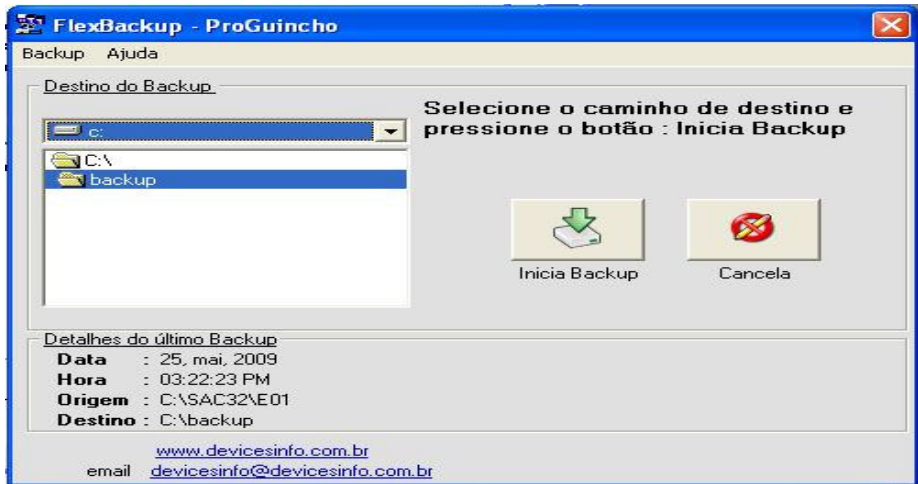 FlexBackup - ProGuincho
Backup Ajuda
Destino do Backup
c:
C:\
backup
Selecione o caminho de destino e
pressione o botão : Inicia Backup
Inicia Backup
Cancela
Detalhes do último Backup
Data : 25, mai, 2009
Hora : 03:22:23 PM
Origem : C:\SAC32\E01
Destino : C:\backup
www.devicesinfo.com.br
email devicesinfo@devicesinfo.com.br